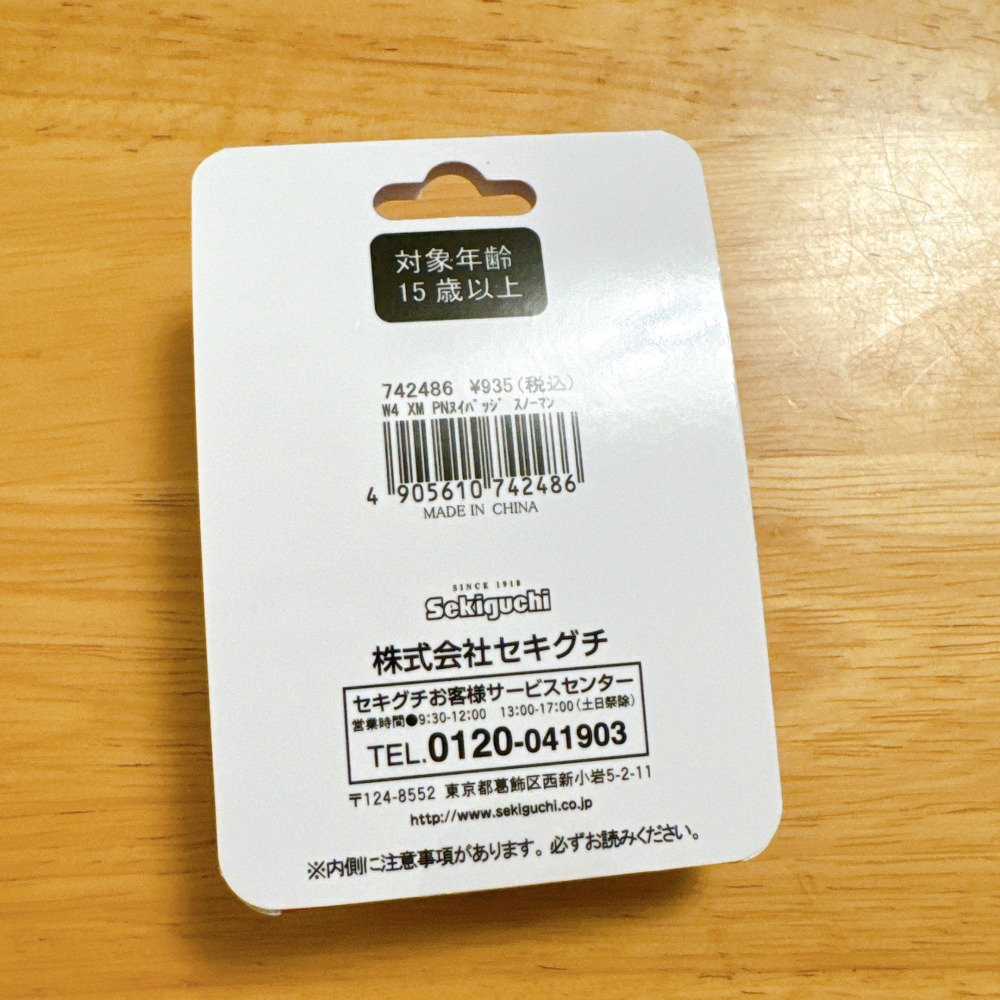 対象年齢
15歳以上
742486 ¥935(税込)
W4 XM PNﾇｲﾊﾞｯｼﾞ ｽﾉｰﾏﾝ
4 905610 742486
MADE IN CHINA
SINCE 1918
Sekiguchi
株式会社セキグチ
セキグチお客様サービスセンター
営業時間●9:30-12:00 13:00-17:00(土日祭除)
TEL.0120-041903
〒124-8552 東京都葛飾区西新小岩5-2-11
http://www.sekiguchi.co.jp
※内側に注意事項があります。必ずお読みください。